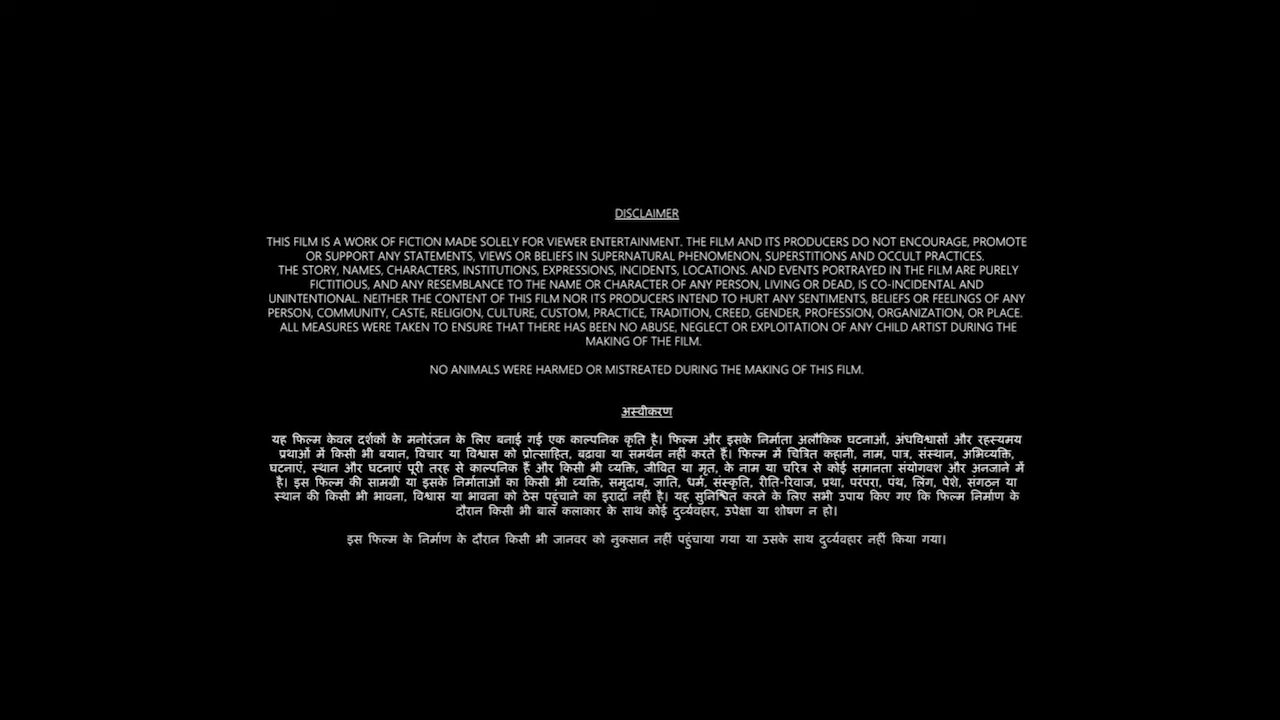 DISCLAIMER
THIS FILM IS A WORK OF FICTION MADE SOLELY FOR VIEWER ENTERTAINMENT. THE FILM AND ITS PRODUCERS DO NOT ENCOURAGE, PROMOTE
OR SUPPORT ANY STATEMENTS, VIEWS OR BELIEFS IN SUPERNATURAL PHENOMENON, SUPERSTITIONS AND OCCULT PRACTICES.
THE STORY, NAMES, CHARACTERS, INSTITUTIONS, EXPRESSIONS, INCIDENTS, LOCATIONS. AND EVENTS PORTRAYED IN THE FILM ARE PURELY
FICTITIOUS, AND ANY RESEMBLANCE TO THE NAME OR CHARACTER OF ANY PERSON, LIVING OR DEAD, IS CO-INCIDENTAL AND
UNINTENTIONAL. NEITHER THE CONTENT OF THIS FILM NOR ITS PRODUCERS INTEND TO HURT ANY SENTIMENTS, BELIEFS OR FEELINGS OF ANY
PERSON, COMMUNITY, CASTE, RELIGION, CULTURE, CUSTOM, PRACTICE, TRADITION, CREED, GENDER, PROFESSION, ORGANIZATION, OR PLACE.
ALL MEASURES WERE TAKEN TO ENSURE THAT THERE HAS BEEN NO ABUSE, NEGLECT OR EXPLOITATION OF ANY CHILD ARTIST DURING THE
MAKING OF THE FILM.
NO ANIMALS WERE HARMED OR MISTREATED DURING THE MAKING OF THIS FILM.
अस्वीकरण
यह फिल्म केवल दर्शकों के मनोरंजन के लिए बनाई गई एक काल्पनिक कृति है। फिल्म और इसके निर्माता अलौकिक घटनाओं, अंधविश्वासों और रहस्यमय
प्रथाओं में किसी भी बयान, विचार या विश्वास को प्रोत्साहित, बढ़ावा या समर्थन नहीं करते हैं। फिल्म में चित्रित कहानी, नाम, पात्र, संस्थान, अभिव्यक्ति,
घटनाएं, स्थान और घटनाएं पूरी तरह से काल्पनिक हैं और किसी भी व्यक्ति, जीवित या मृत, के नाम या चरित्र से कोई समानता संयोगवश और अनजाने में
है। इस फिल्म की सामग्री या इसके निर्माताओं का किसी भी व्यक्ति, समुदाय, जाति, धर्म, संस्कृति, रीति-रिवाज, प्रथा, परंपरा, पंथ, लिंग, पेशे, संगठन या
स्थान की किसी भी भावना, विश्वास या भावना को ठेस पहुंचाने का इरादा नहीं है। यह सुनिश्चित करने के लिए सभी उपाय किए गए कि फिल्म निर्माण के
दौरान किसी भी बाल कलाकार के साथ कोई दुर्व्यवहार, उपेक्षा या शोषण न हो।
इस फिल्म के निर्माण के दौरान किसी भी जानवर को नुकसान नहीं पहुंचाया गया या उसके साथ दुर्व्यवहार नहीं किया गया।